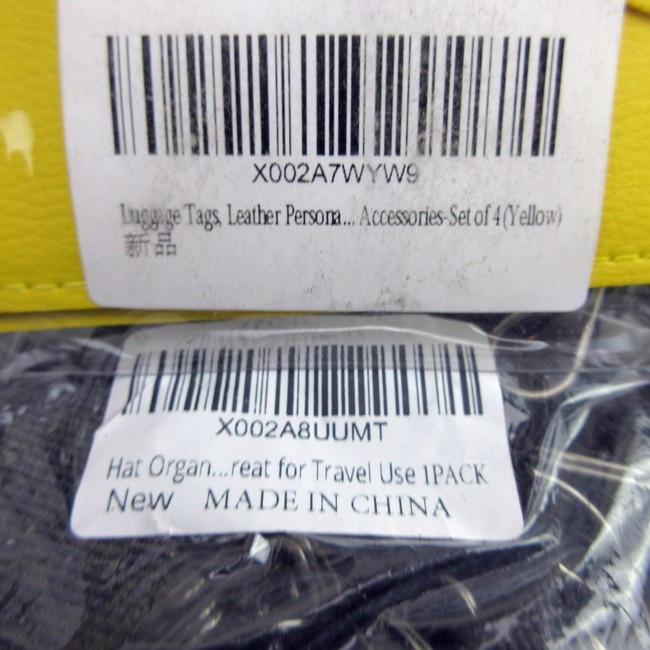 X002A7WYW9
Luggage Tags, Leather Persona... Accessories-Set of 4 (Yellow)
新品
X002A8UUMT
Hat Organ...reat for Travel Use 1PACK
New MADE IN CHINA